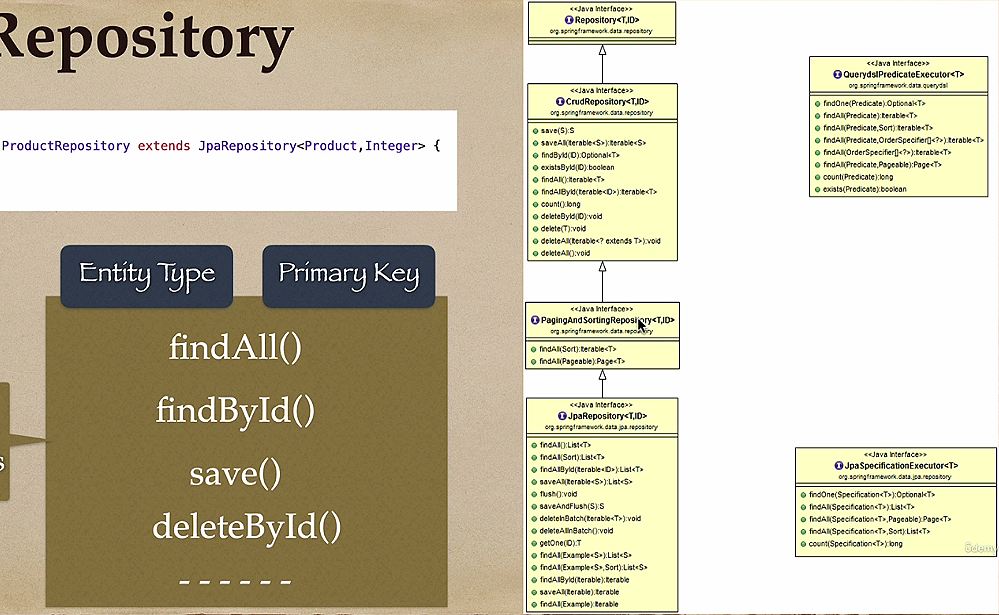 Repository
ProductRepository extends JpaRepository<Product,Integer> {
Entity Type
Primary Key
findAll()
findById()
save()
deleteById()
- - - - - -
s
<<Java Interface>>
Repository<T,ID>
org.springframework.data.repository
<<Java Interface>>
CrudRepository<T,ID>
org.springframework.data.repository
save(S):S
saveAll(Iterable<S>):Iterable<S>
findById(ID):Optional<T>
existsById(ID):boolean
findAll():Iterable<T>
findAllById(Iterable<ID>):Iterable<T>
count():long
deleteById(ID):void
delete(T):void
deleteAll(Iterable<? extends T>):void
deleteAll():void
<<Java Interface>>
PagingAndSortingRepository<T,ID>
org.springframework.data.repository
findAll(Sort):Iterable<T>
findAll(Pageable):Page<T>
<<Java Interface>>
JpaRepository<T,ID>
org.springframework.data.jpa.repository
findAll():List<T>
findAll(Sort):List<T>
findAllById(Iterable<ID>):List<T>
saveAll(Iterable<S>):List<S>
flush():void
saveAndFlush(S):S
deleteInBatch(Iterable<T>):void
deleteAllInBatch():void
getOne(ID):T
findAll(Example<S>):List<S>
findAll(Example<S>,Sort):List<S>
findAllById(Iterable):Iterable
saveAll(Iterable):Iterable
findAll(Example):Iterable
<<Java Interface>>
QuerydslPredicateExecutor<T>
org.springframework.data.querydsl
findOne(Predicate):Optional<T>
findAll(Predicate):Iterable<T>
findAll(Predicate,Sort):Iterable<T>
findAll(Predicate,OrderSpecifier[]<?>):Iterable<T>
findAll(OrderSpecifier[]<?>):Iterable<T>
findAll(Predicate,Pageable):Page<T>
count(Predicate):long
exists(Predicate):boolean
<<Java Interface>>
JpaSpecificationExecutor<T>
org.springframework.data.jpa.repository
findOne(Specification<T>):Optional<T>
findAll(Specification<T>):List<T>
findAll(Specification<T>,Pageable):Page<T>
findAll(Specification<T>,Sort):List<T>
count(Specification<T>):long
ûdemy